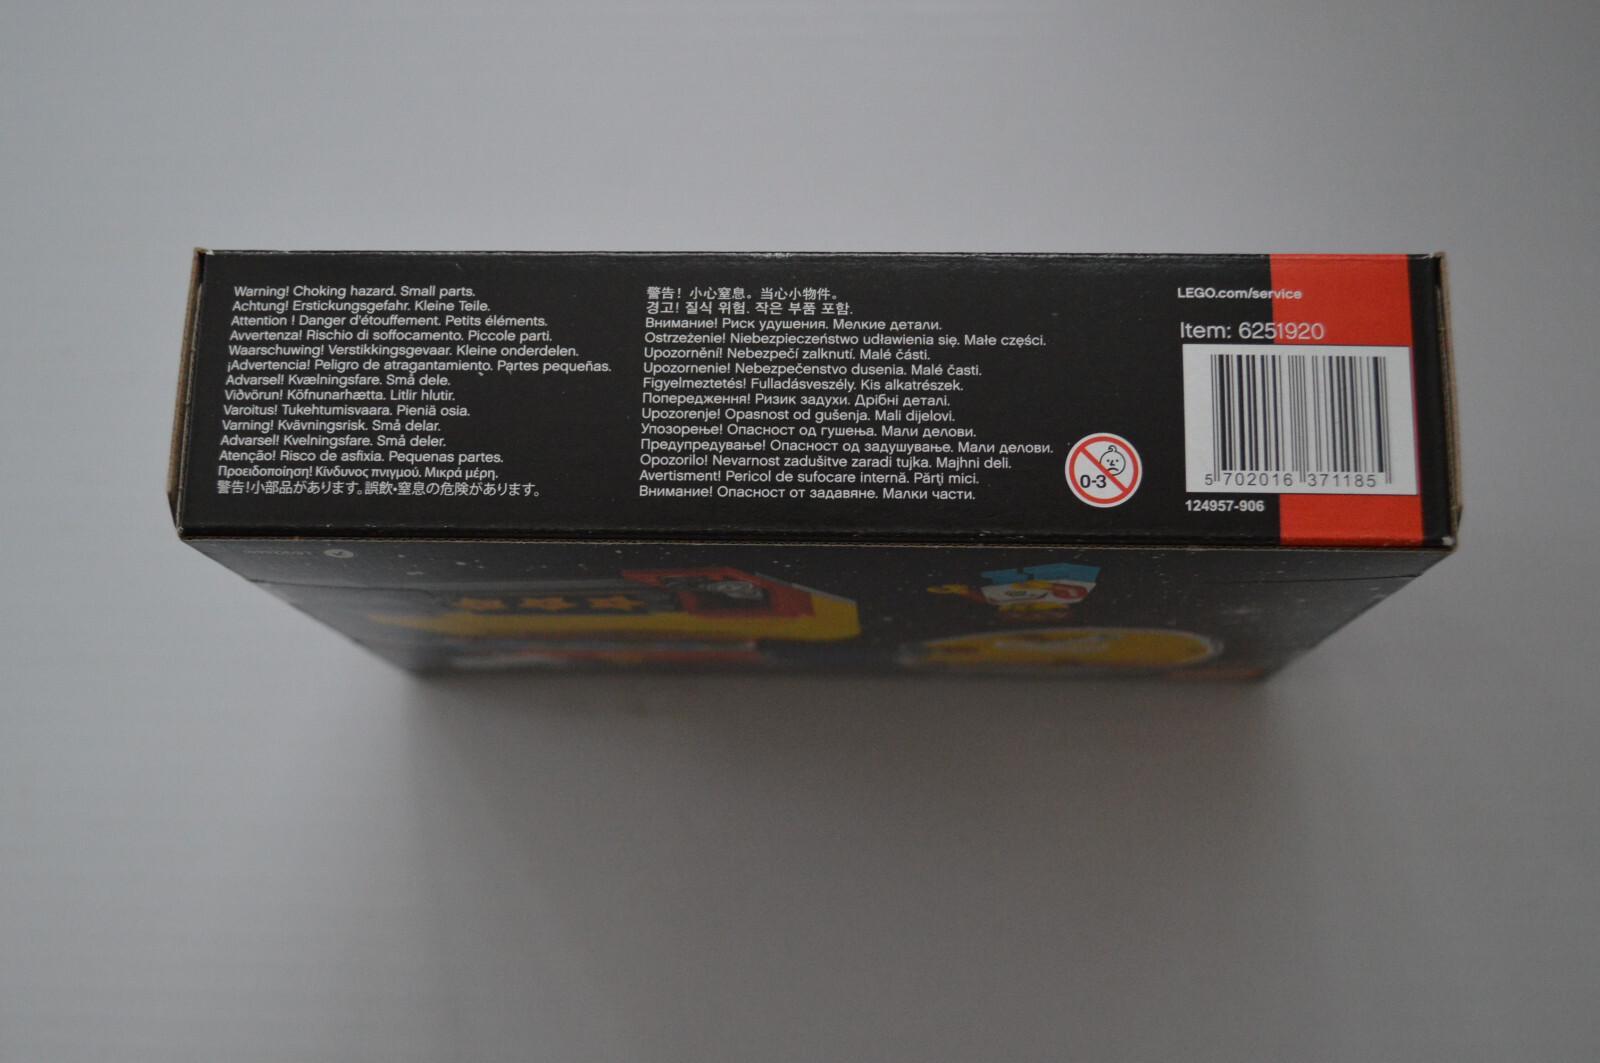 Warning! Choking hazard. Small parts.
Achtung! Erstickungsgefahr. Kleine Teile.
Attention ! Danger d'étouffement. Petits éléments.
Avvertenza! Rischio di soffocamento. Piccole parti.
Waarschuwing! Verstikkingsgevaar. Kleine onderdelen.
¡Advertencia! Peligro de atragantamiento. Partes pequeñas.
Advarsel! Kvælningsfare. Små dele.
Viðvörun! Köfnunarhætta. Litlir hlutir.
Varoitus! Tukehtumisvaara. Pieniä osia.
Varning! Kvävningsrisk. Små delar.
Advarsel! Kvelningsfare. Små deler.
Atenção! Risco de asfixia. Pequenas partes.
Προειδοποίηση! Κίνδυνος πνιγμού. Μικρά μέρη.
警告!小部品があります。誤飲・窒息の危険があります。
警告！小心窒息。当心小物件。
경고! 질식 위험. 작은 부품 포함.
Внимание! Риск удушения. Мелкие детали.
Ostrzeżenie! Niebezpieczeństwo udławienia się. Małe części.
Upozornění! Nebezpečí zalknutí. Malé části.
Upozornenie! Nebezpečenstvo dusenia. Malé časti.
Figyelmeztetés! Fulladásveszély. Kis alkatrészek.
Попередження! Ризик задухи. Дрібні деталі.
Upozorenje! Opasnost od gušenja. Mali dijelovi.
Упозорење! Опасност од гушења. Мали делови.
Предупредување! Опасност од задушување. Мали делови.
Opozorilo! Nevarnost zadušitve zaradi tujka. Majhni deli.
Avertisment! Pericol de sufocare internă. Părți mici.
Внимание! Опасност от задавяне. Малки части.
0-3
LEGO.com/service
Item: 6251920
5 702016 371185
124957-906